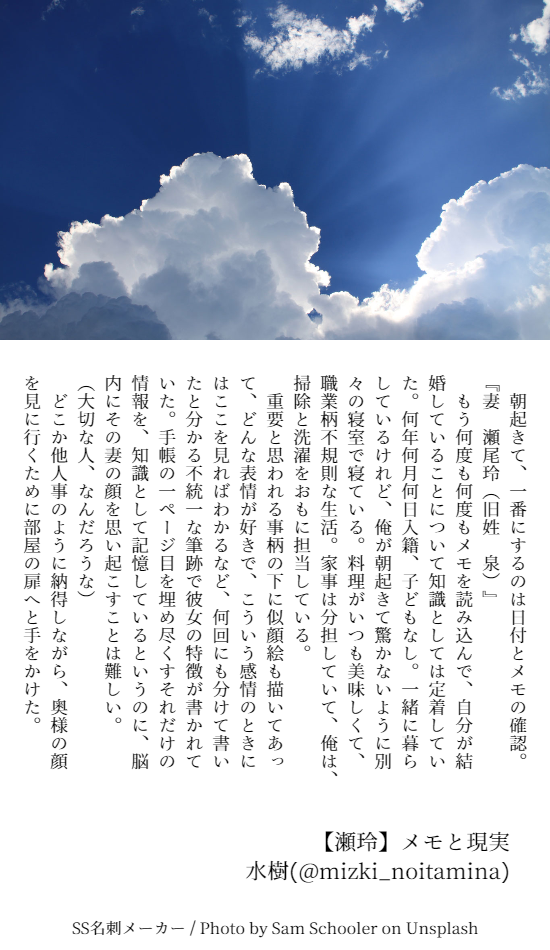 朝起きて、一番にするのは日付とメモの確認。
『妻　瀬尾玲（旧姓　泉）』
　もう何度も何度もメモを読み込んで、自分が結
婚していることについて知識としては定着してい
た。何年何月何日入籍、子どもなし。一緒に暮ら
しているけれど、俺が朝起きて驚かないように別
々の寝室で寝ている。料理がいつも美味しくて、
職業柄不規則な生活。家事は分担していて、俺は、
掃除と洗濯をおもに担当している。
　重要と思われる事柄の下に似顔絵も描いてあっ
て、どんな表情が好きで、こういう感情のときに
はここを見ればわかるなど、何回にも分けて書い
たと分かる不統一な筆跡で彼女の特徴が書かれて
いた。手帳の一ページ目を埋め尽くすそれだけの
情報を、知識として記憶しているというのに、脳
内にその妻の顔を思い起こすことは難しい。
（大切な人、なんだろうな）
　どこか他人事のように納得しながら、奥様の顔
を見に行くために部屋の扉へと手をかけた。
【瀬玲】メモと現実
水樹(@mizki_noitamina)
SS名刺メーカー / Photo by Sam Schooler on Unsplash